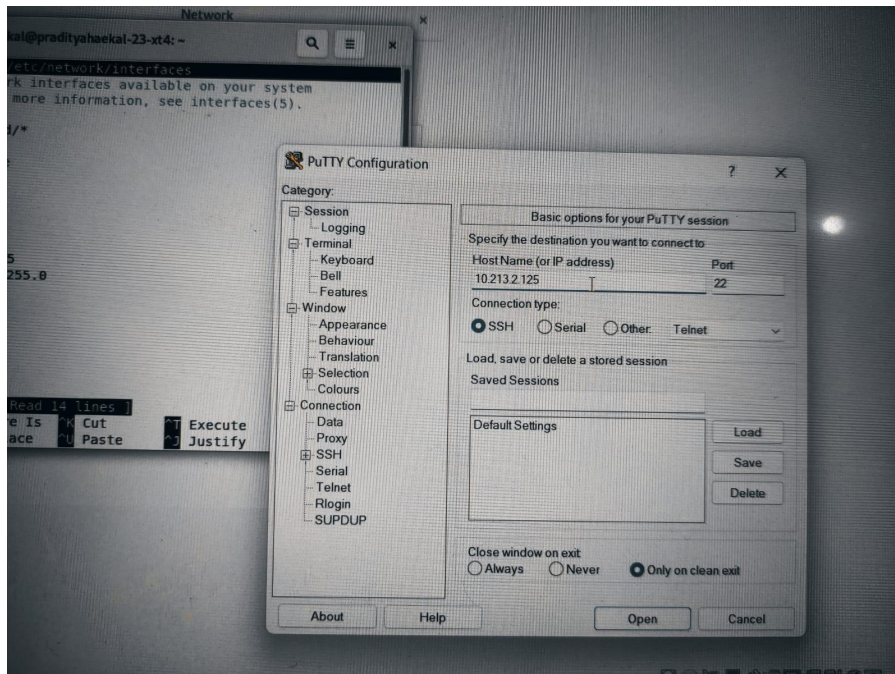 Network
kal@pradityahaekal-23-xt4: ~
/etc/network/interfaces
rk interfaces available on your system
more information, see interfaces(5).
d/*
5
255.0
[ Read 14 lines ]
e Is ^K Cut ^T Execute
ace ^U Paste ^J Justify
PuTTY Configuration
? X
Category:
Session
Logging
Terminal
Keyboard
Bell
Features
Window
Appearance
Behaviour
Translation
Selection
Colours
Connection
Data
Proxy
SSH
Serial
Telnet
Rlogin
SUPDUP
Basic options for your PuTTY session
Specify the destination you want to connect to
Host Name (or IP address) Port
10.213.2.125 22
Connection type:
SSH Serial Other: Telnet
Load, save or delete a stored session
Saved Sessions
Default Settings
Load
Save
Delete
Close window on exit
Always Never Only on clean exit
About Help Open Cancel